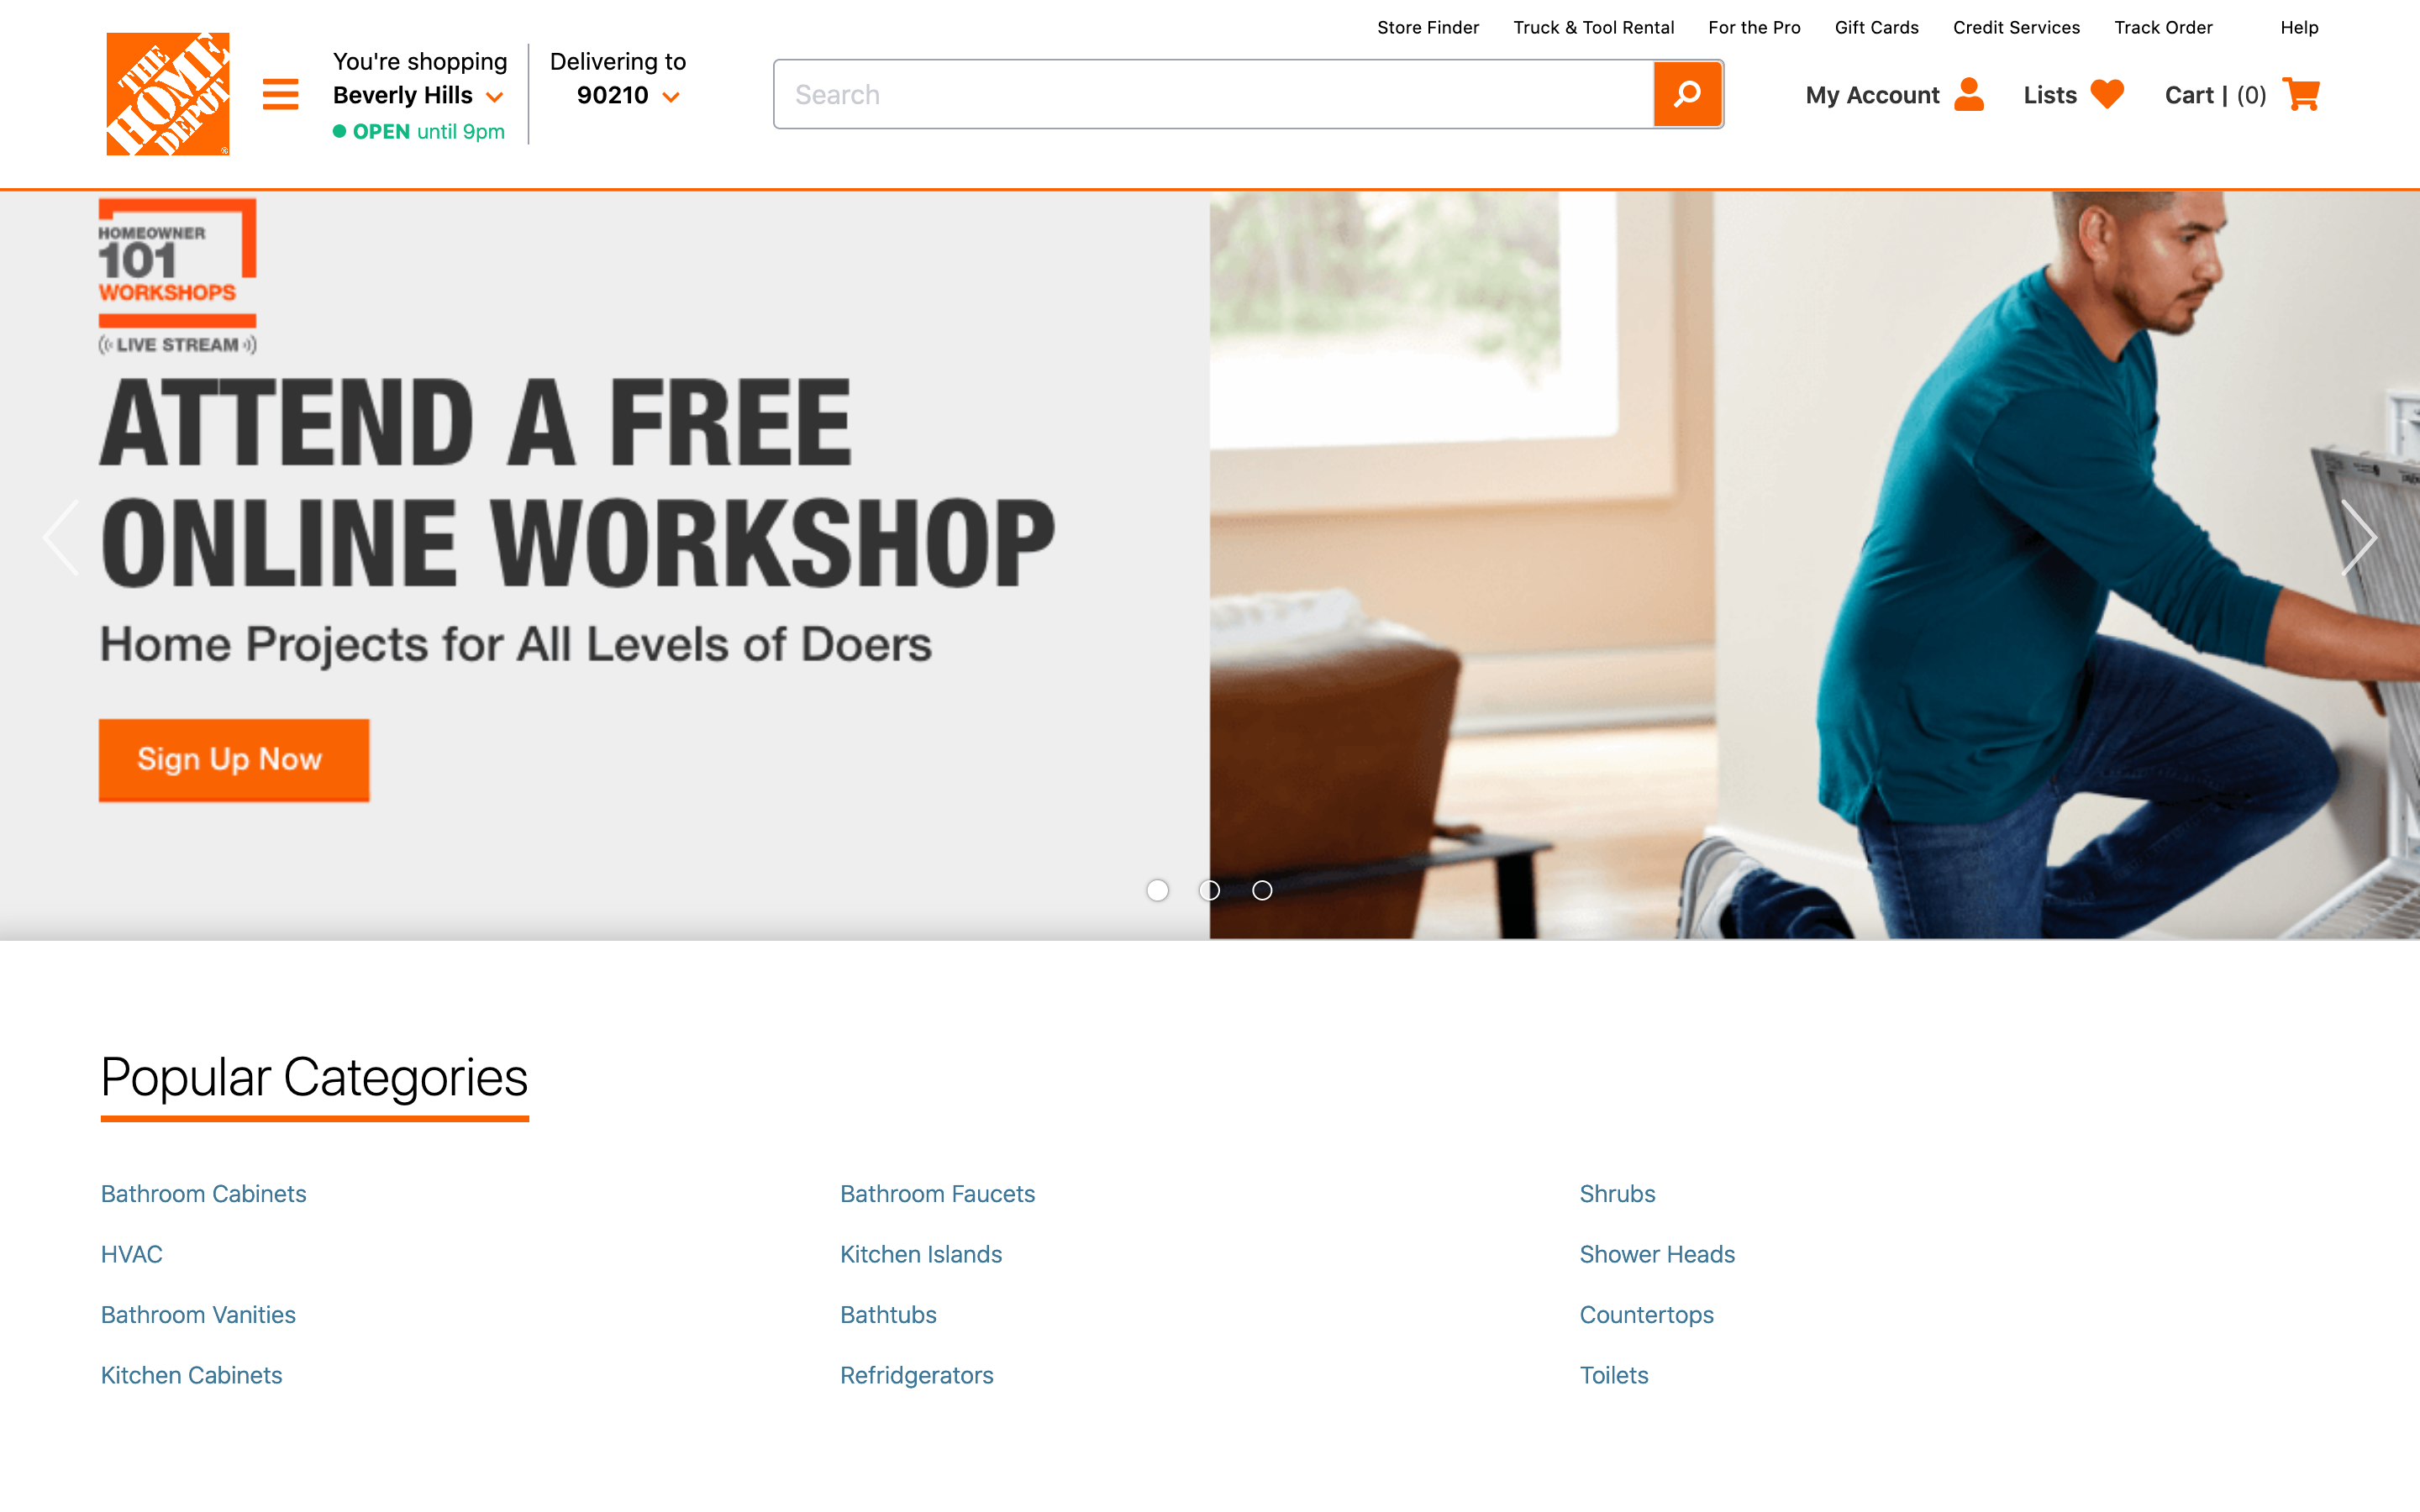 Store Finder Truck & Tool Rental For the Pro Gift Cards Credit Services Track Order Help
THE
HOME
DEPOT
®
You're shopping
Beverly Hills
OPEN until 9pm
Delivering to
90210
Search
My Account Lists Cart | (0)
HOMEOWNER
101
WORKSHOPS
LIVE STREAM
ATTEND A FREE
ONLINE WORKSHOP
Home Projects for All Levels of Doers
Sign Up Now
Popular Categories
Bathroom Cabinets Bathroom Faucets Shrubs
HVAC Kitchen Islands Shower Heads
Bathroom Vanities Bathtubs Countertops
Kitchen Cabinets Refridgerators Toilets